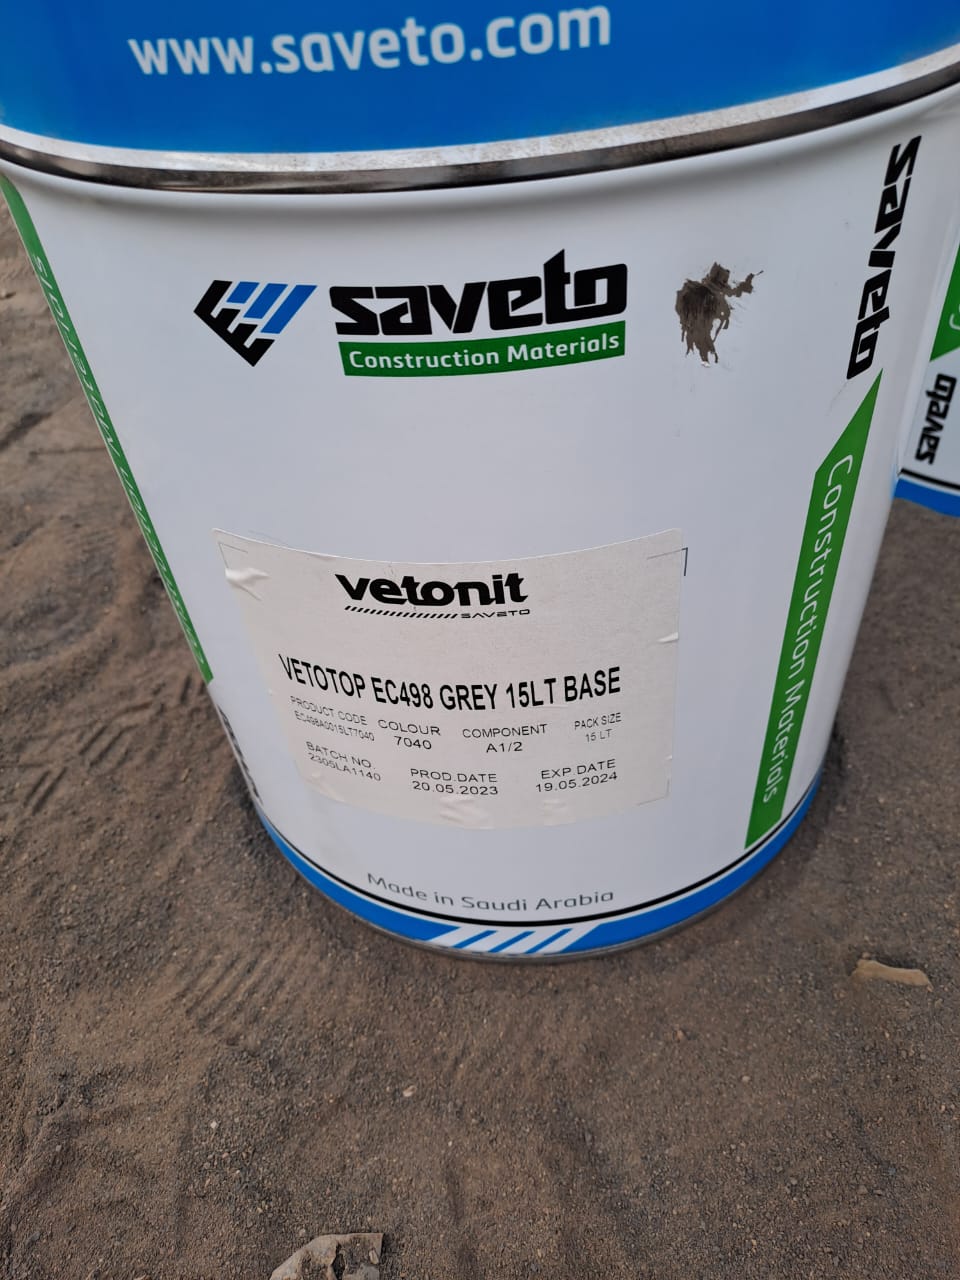 www.saveto.com
saveto
Construction Materials
saveto
Construction Materials
saveto
vetonit
SAVETO
VETOTOP EC498 GREY 15LT BASE
PRODUCT CODE COLOUR COMPONENT PACK SIZE
EC498A0015LT7040 7040 A1/2 15 LT
BATCH NO. PROD.DATE EXP.DATE
2305LA1140 20.05.2023 19.05.2024
Made in Saudi Arabia
Construction Materials